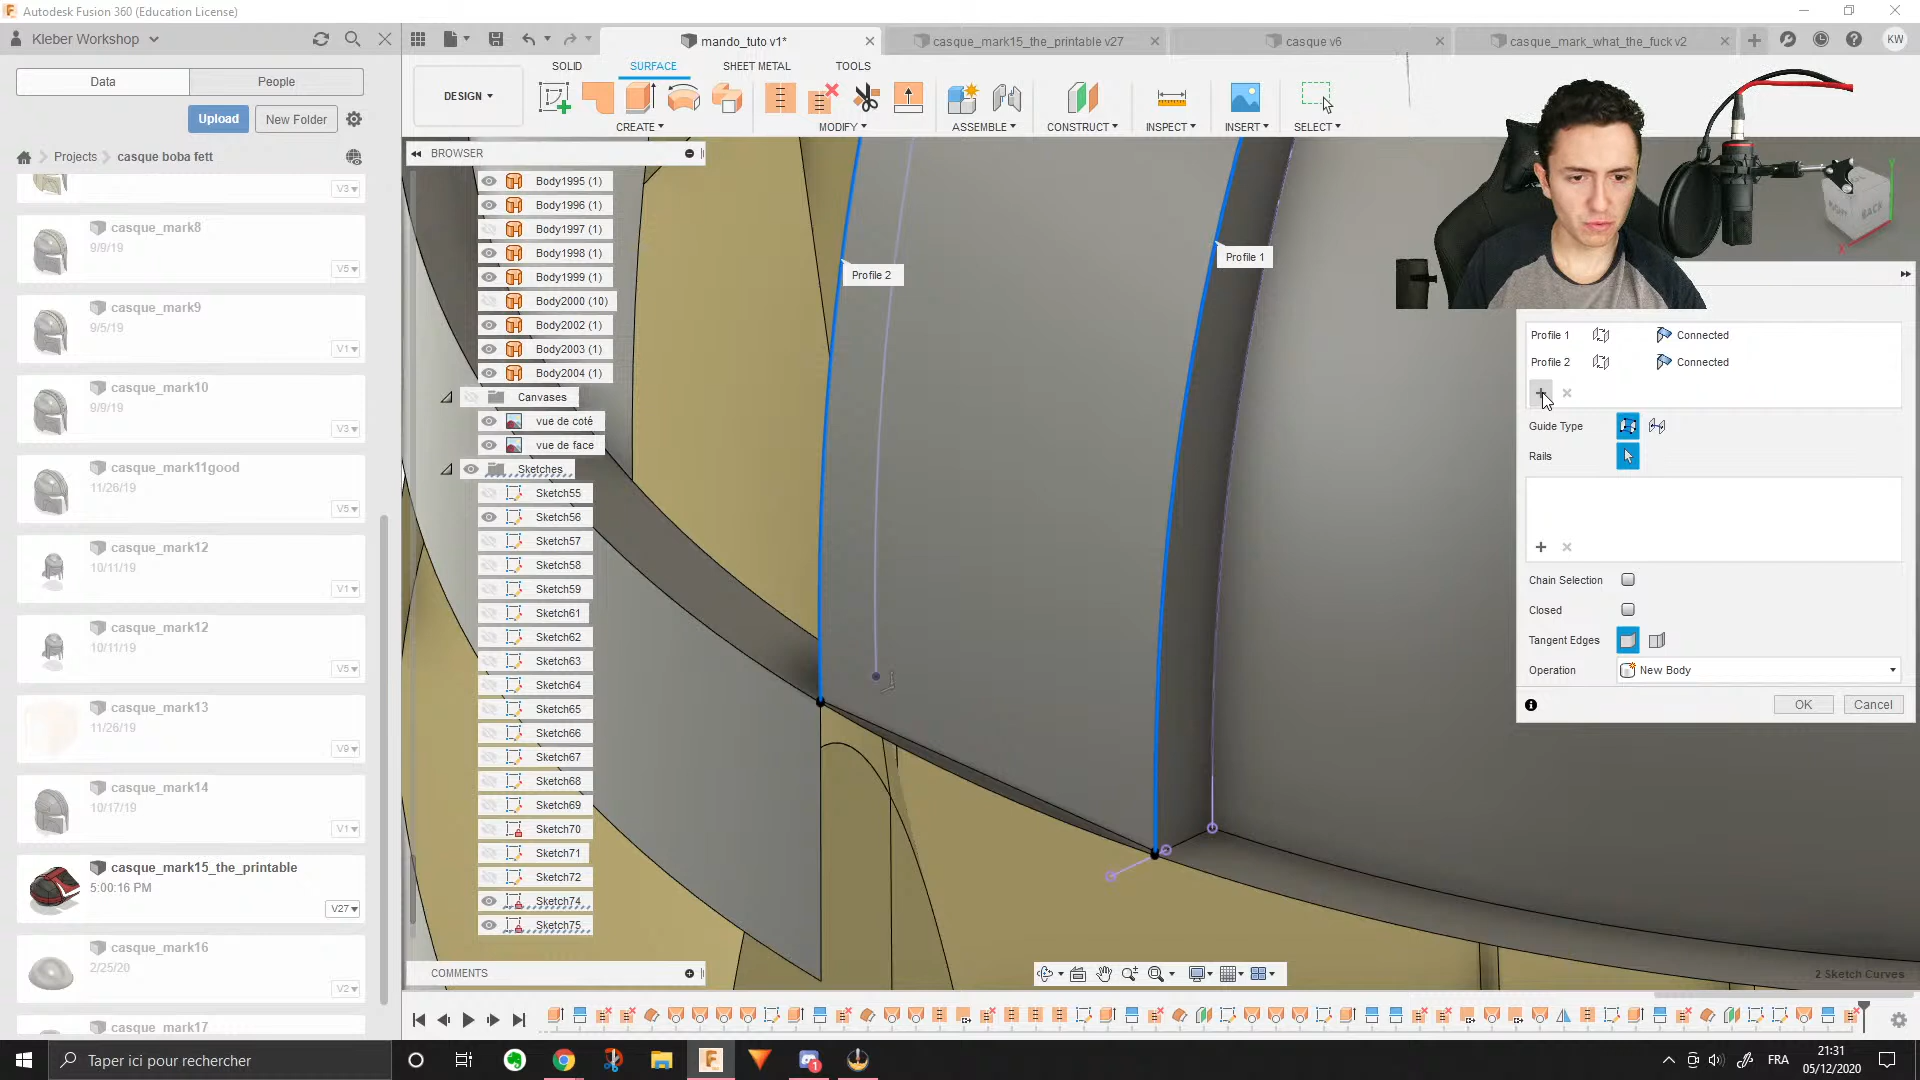 Autodesk Fusion 360 (Education License)
Kleber Workshop
mando_tuto v1*
casque_mark15_the_printable v27
casque v6
casque_mark_what_the_fuck v2
KW
Data
People
Upload
New Folder
Projects
casque boba fett
V3
casque_mark8
9/9/19
V5
casque_mark9
9/5/19
V1
casque_mark10
9/9/19
V3
casque_mark11good
11/26/19
V5
casque_mark12
10/11/19
V1
casque_mark12
10/11/19
V5
casque_mark13
11/26/19
V9
casque_mark14
10/17/19
V1
casque_mark15_the_printable
5:00:16 PM
V27
casque_mark16
2/25/20
V2
casque_mark17
DESIGN
SOLID
SURFACE
SHEET METAL
TOOLS
CREATE
MODIFY
ASSEMBLE
CONSTRUCT
INSPECT
INSERT
SELECT
BROWSER
Body1995 (1)
Body1996 (1)
Body1997 (1)
Body1998 (1)
Body1999 (1)
Body2000 (10)
Body2002 (1)
Body2003 (1)
Body2004 (1)
Canvases
vue de coté
vue de face
Sketches
Sketch55
Sketch56
Sketch57
Sketch58
Sketch59
Sketch61
Sketch62
Sketch63
Sketch64
Sketch65
Sketch66
Sketch67
Sketch68
Sketch69
Sketch70
Sketch71
Sketch72
Sketch74
Sketch75
COMMENTS
Profile 2
Profile 1
BACK
Profile 1
Connected
Profile 2
Connected
Guide Type
Rails
Chain Selection
Closed
Tangent Edges
Operation
New Body
OK
Cancel
2 Sketch Curves
Taper ici pour rechercher
FRA
21:31
05/12/2020